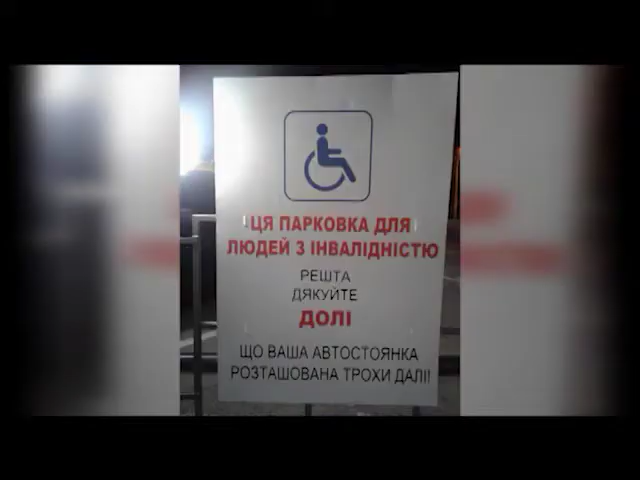 ЦЯ ПАРКОВКА ДЛЯ
ЛЮДЕЙ З ІНВАЛІДНІСТЮ
РЕШТА
ДЯКУЙТЕ
ДОЛІ
ЩО ВАША АВТОСТОЯНКА
РОЗТАШОВАНА ТРОХИ ДАЛІ!